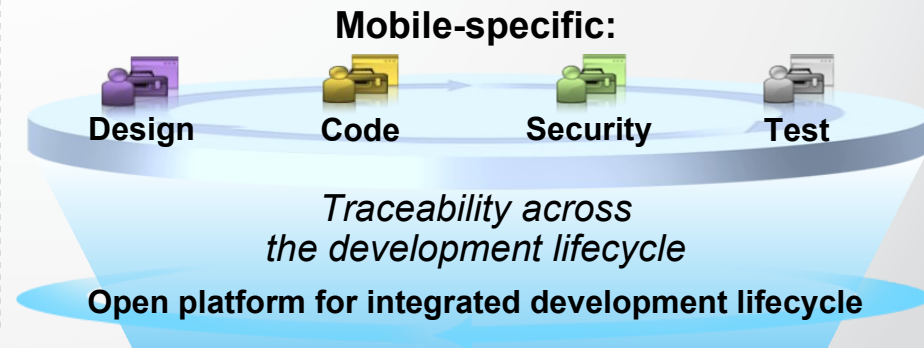 Mobile-specific:
Design Code Security Test
Traceability across
the development lifecycle
Open platform for integrated development lifecycle